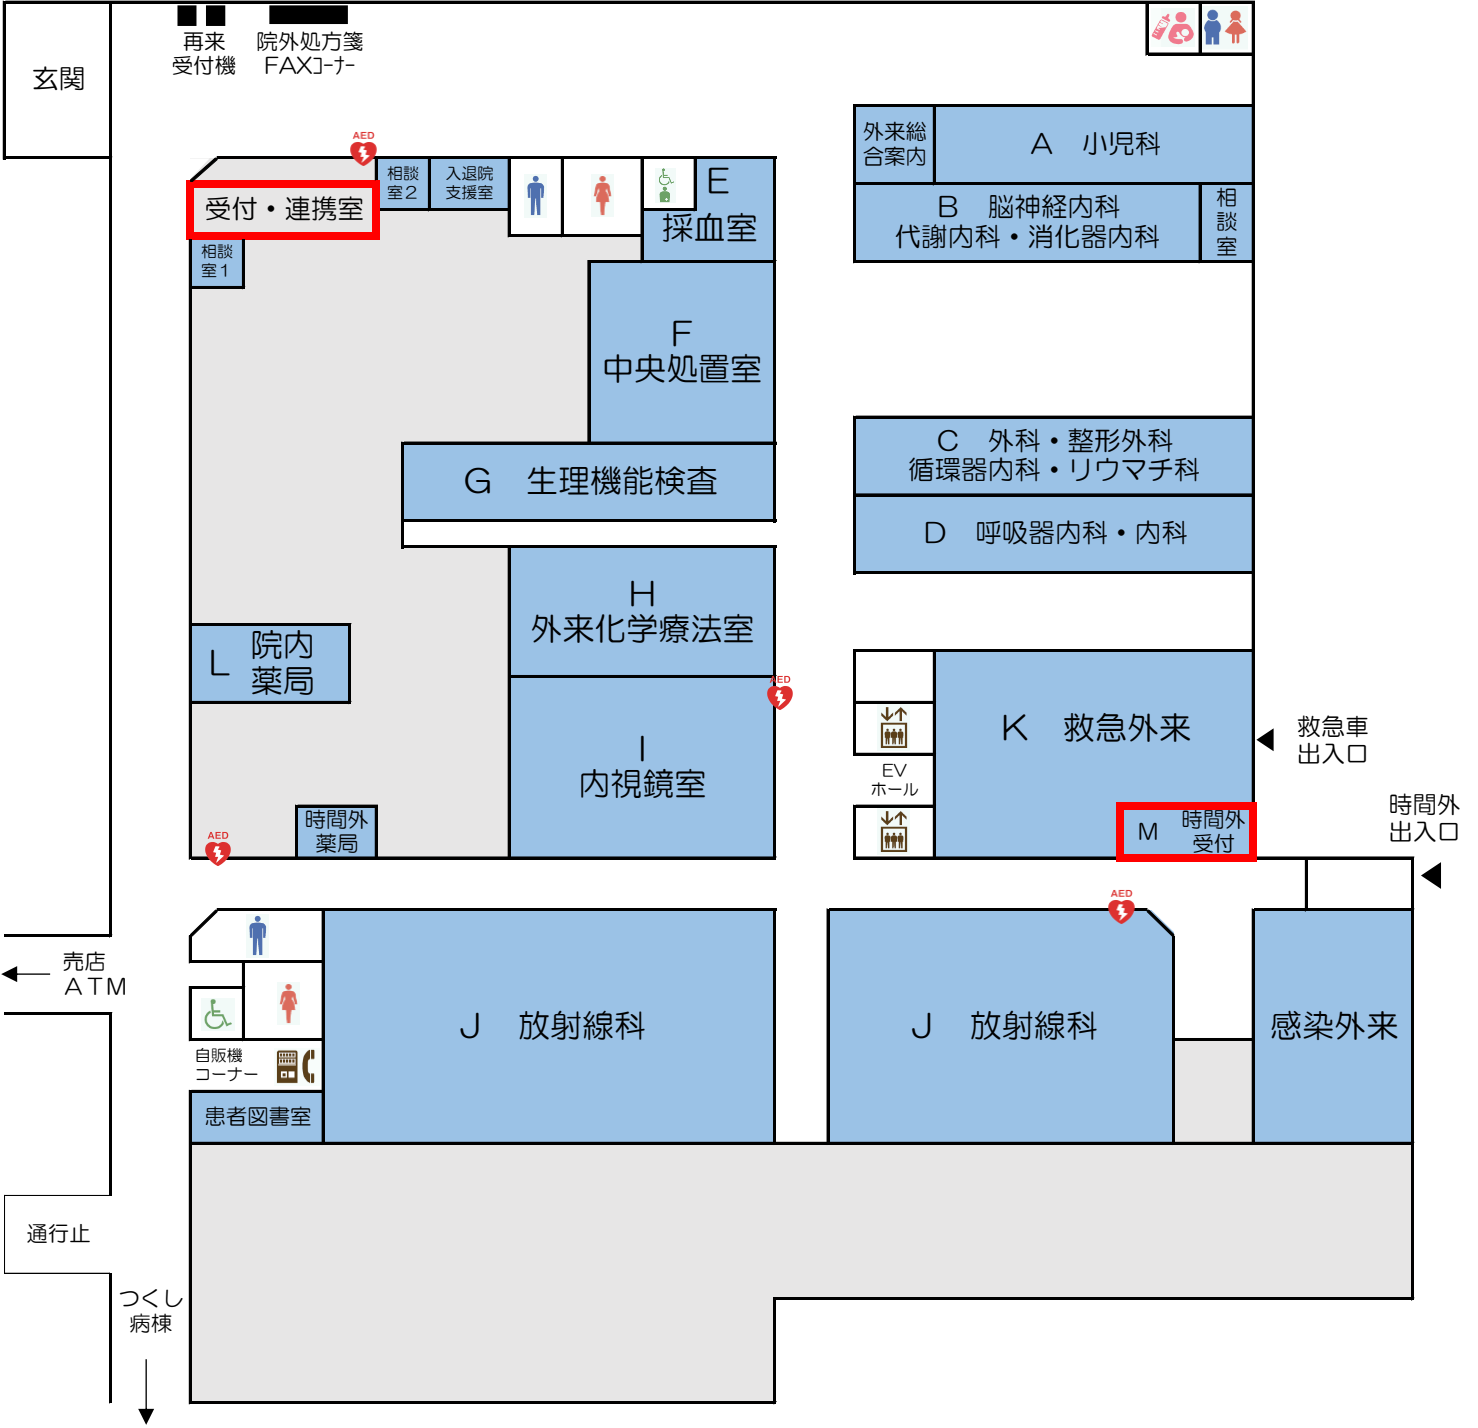 再来
受付機
院外処方箋
FAXコーナー
玄関
AED
相談
室2
入退院
支援室
E
採血室
受付・連携室
相談
室1
外来総
合案内
A 小児科
B 脳神経内科
代謝内科・消化器内科
相
談
室
F
中央処置室
C 外科・整形外科
循環器内科・リウマチ科
G 生理機能検査
D 呼吸器内科・内科
H
外来化学療法室
L 院内
薬局
AED
I
内視鏡室
K 救急外来
救急車
出入口
EV
ホール
時間外
出入口
M 時間外
受付
時間外
薬局
AED
AED
売店
ATM
J 放射線科
J 放射線科
感染外来
自販機
コーナー
患者図書室
通行止
つくし
病棟